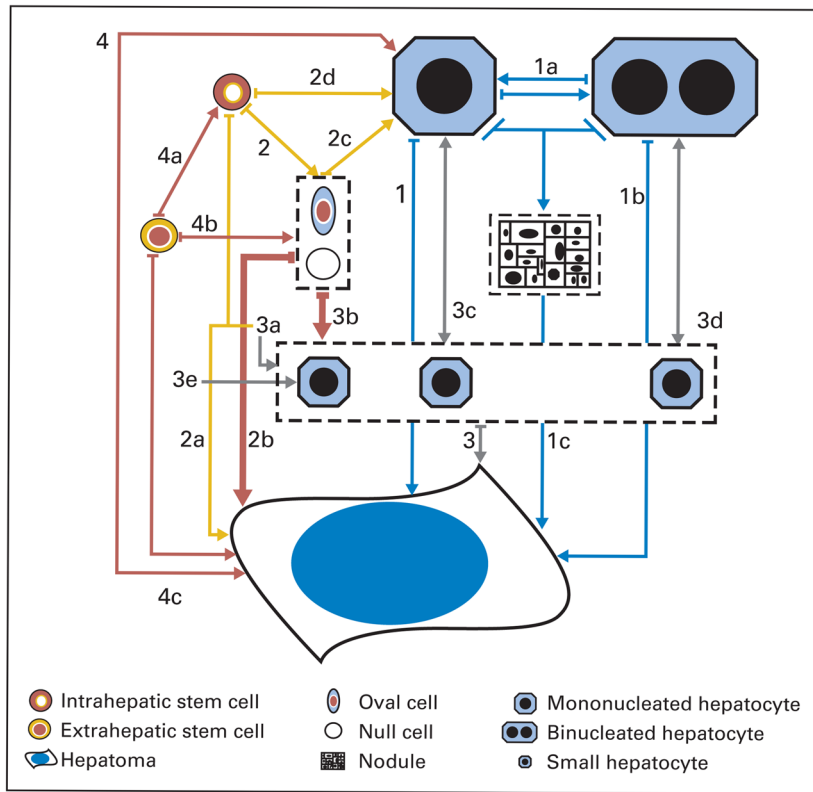 4
1a
2d
2
2c
4a
1
1b
4b
3b
3c
3a
3d
3e
2a
2b
3
1c
4c
Intrahepatic stem cell
Oval cell
Mononucleated hepatocyte
Extrahepatic stem cell
Null cell
Binucleated hepatocyte
Hepatoma
Nodule
Small hepatocyte